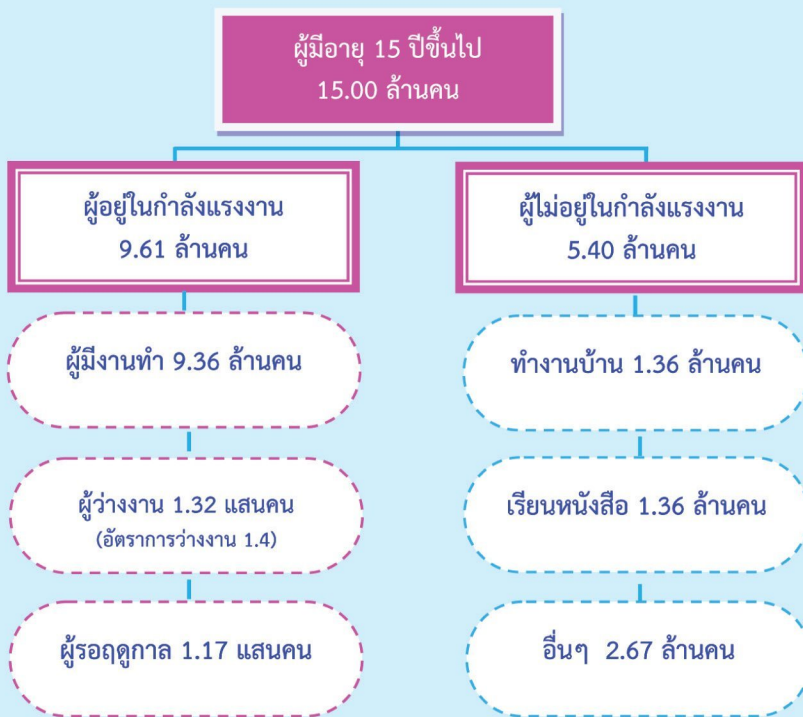 ผู้มีอายุ 15 ปีขึ้นไป
15.00 ล้านคน
ผู้อยู่ในกำลังแรงงาน
9.61 ล้านคน
ผู้มีงานทำ 9.36 ล้านคน
ผู้ว่างงาน 1.32 แสนคน
(อัตราการว่างงาน 1.4)
ผู้รอฤดูกาล 1.17 แสนคน
ผู้ไม่อยู่ในกำลังแรงงาน
5.40 ล้านคน
ทำงานบ้าน 1.36 ล้านคน
เรียนหนังสือ 1.36 ล้านคน
อื่นๆ 2.67 ล้านคน